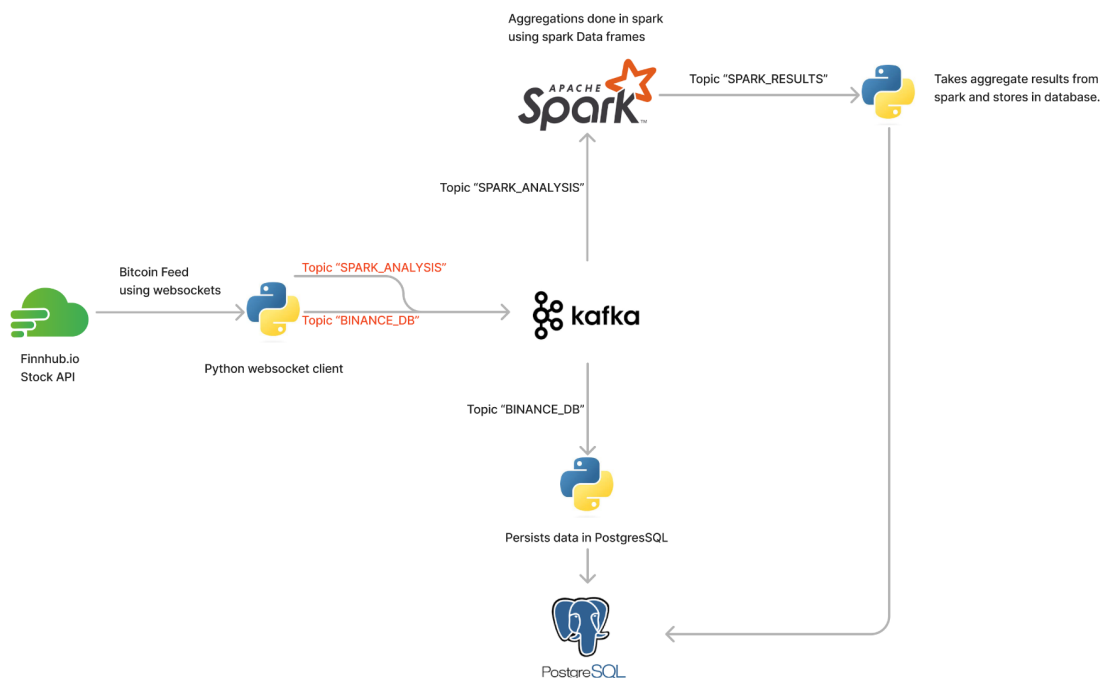 Aggregations done in spark
using spark Data frames
APACHE
Spark™
Topic “SPARK_RESULTS”
Takes aggregate results from
spark and stores in database.
Topic “SPARK_ANALYSIS”
Bitcoin Feed
using websockets
Topic “SPARK_ANALYSIS”
Topic “BINANCE_DB”
kafka
Finnhub.io
Stock API
Python websocket client
Topic “BINANCE_DB”
Persists data in PostgresSQL
PostgreSQL